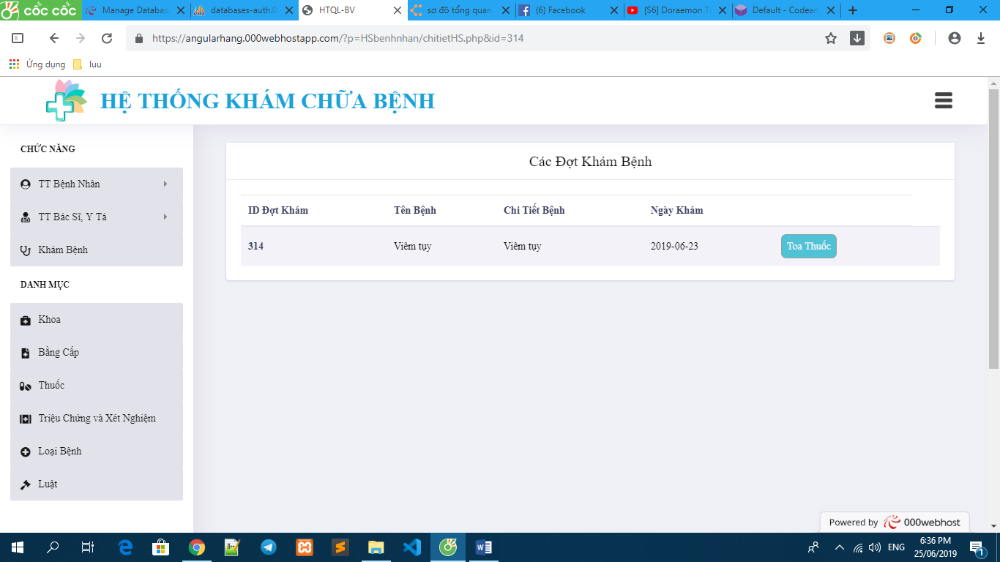 cốc cốc
Manage Databas
databases-auth.0
HTQL-BV
sơ đồ tổng quan
(6) Facebook
[S6] Doraemon T
Default - Codean
https://angularhang.000webhostapp.com/?p=HSbenhnhan/chitietHS.php&id=314
Ứng dụng
luu
HỆ THỐNG KHÁM CHỮA BỆNH
CHỨC NĂNG
TT Bệnh Nhân
TT Bác Sĩ, Y Tá
Khám Bệnh
DANH MỤC
Khoa
Bằng Cấp
Thuốc
Triệu Chứng và Xét Nghiệm
Loại Bệnh
Luật
Các Đợt Khám Bệnh
ID Đợt Khám Tên Bệnh Chi Tiết Bệnh Ngày Khám
314 Viêm tụy Viêm tụy 2019-06-23 Toa Thuốc
Powered by 000webhost
ENG
6:36 PM
25/06/2019
1